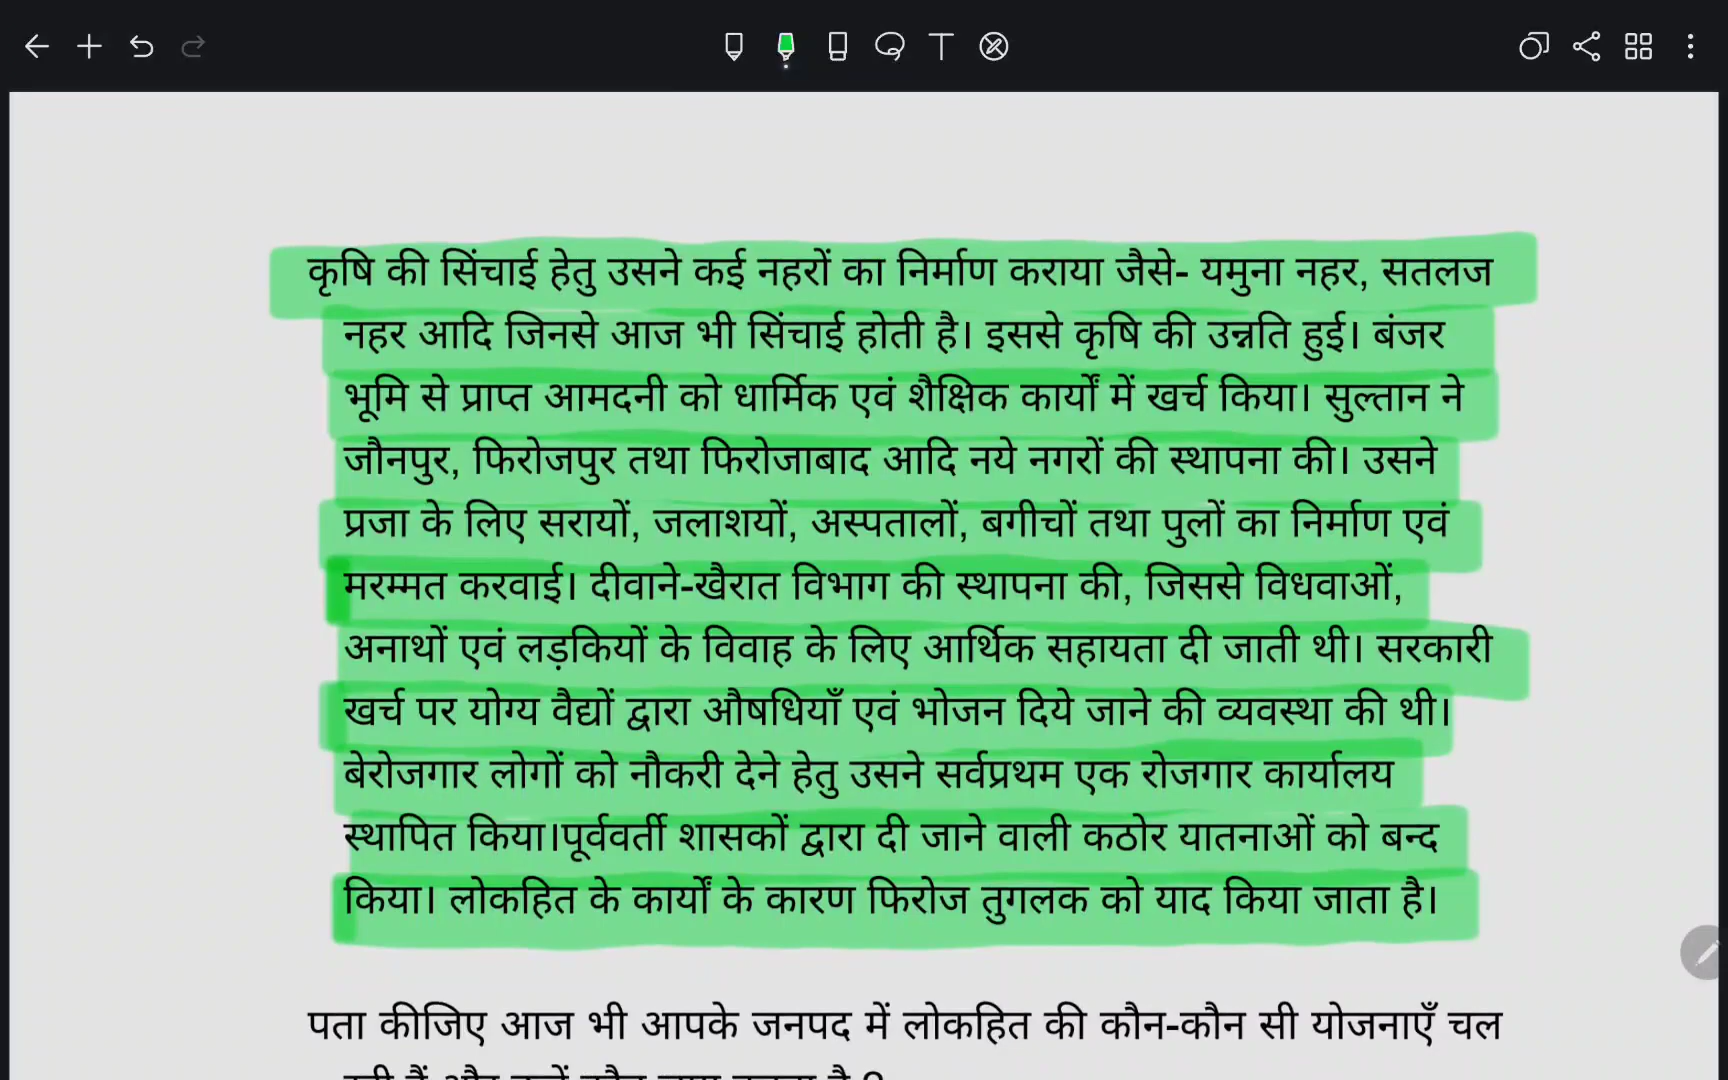 कृषि की सिंचाई हेतु उसने कई नहरों का निर्माण कराया जैसे- यमुना नहर, सतलज
नहर आदि जिनसे आज भी सिंचाई होती है। इससे कृषि की उन्नति हुई। बंजर
भूमि से प्राप्त आमदनी को धार्मिक एवं शैक्षिक कार्यों में खर्च किया। सुल्तान ने
जौनपुर, फिरोजपुर तथा फिरोजाबाद आदि नये नगरों की स्थापना की। उसने
प्रजा के लिए सरायों, जलाशयों, अस्पतालों, बगीचों तथा पुलों का निर्माण एवं
मरम्मत करवाई। दीवाने-खैरात विभाग की स्थापना की, जिससे विधवाओं,
अनाथों एवं लड़कियों के विवाह के लिए आर्थिक सहायता दी जाती थी। सरकारी
खर्च पर योग्य वैद्यों द्वारा औषधियाँ एवं भोजन दिये जाने की व्यवस्था की थी।
बेरोजगार लोगों को नौकरी देने हेतु उसने सर्वप्रथम एक रोजगार कार्यालय
स्थापित किया।पूर्ववर्ती शासकों द्वारा दी जाने वाली कठोर यातनाओं को बन्द
किया। लोकहित के कार्यों के कारण फिरोज तुगलक को याद किया जाता है।
पता कीजिए आज भी आपके जनपद में लोकहित की कौन-कौन सी योजनाएँ चल